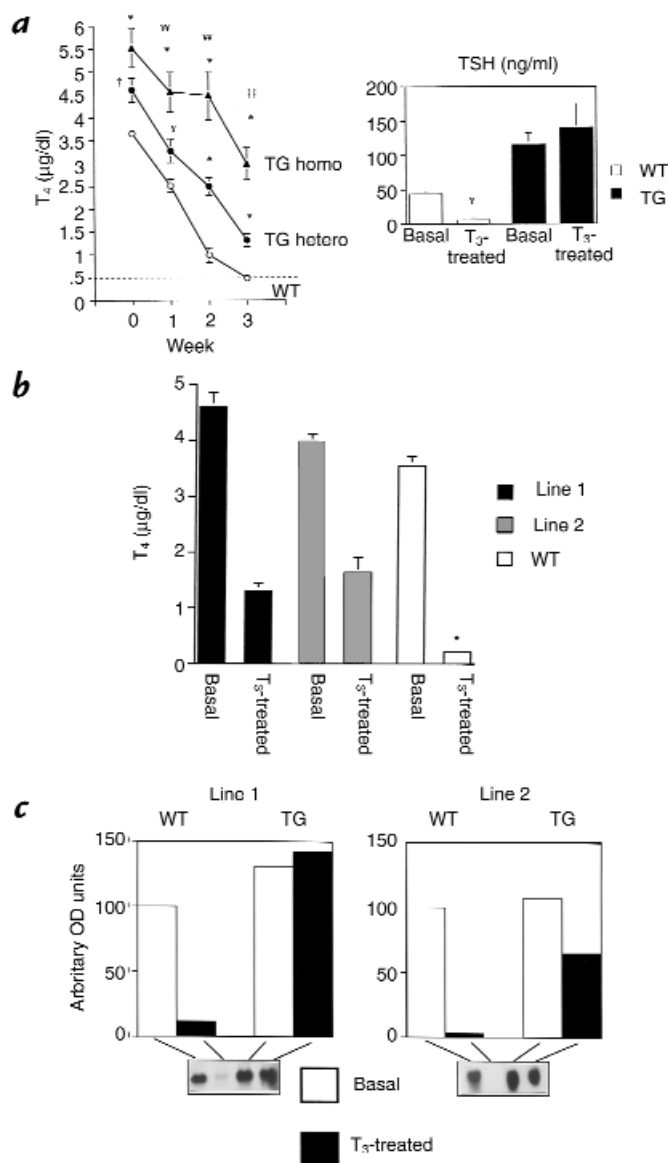 a
T₄ (µg/dl)
6
5.5
5
4.5
4
3.5
3
2.5
2
1.5
1
.5
0
* ¥¥ * ¥¥ * †† *
† ¥ * *
TG homo
TG hetero
WT
0 1 2 3
Week
TSH (ng/ml)
200
150
100
50
0
¥
Basal T₃-treated Basal T₃-treated
WT
TG
b
T₄ (µg/dl)
5
4
3
2
1
0
*
Basal T₃-treated Basal T₃-treated Basal T₃-treated
Line 1
Line 2
WT
c
Line 1 Line 2
WT TG WT TG
Arbritary OD units
150 150
100 100
50 50
0 0
Basal
T₃-treated